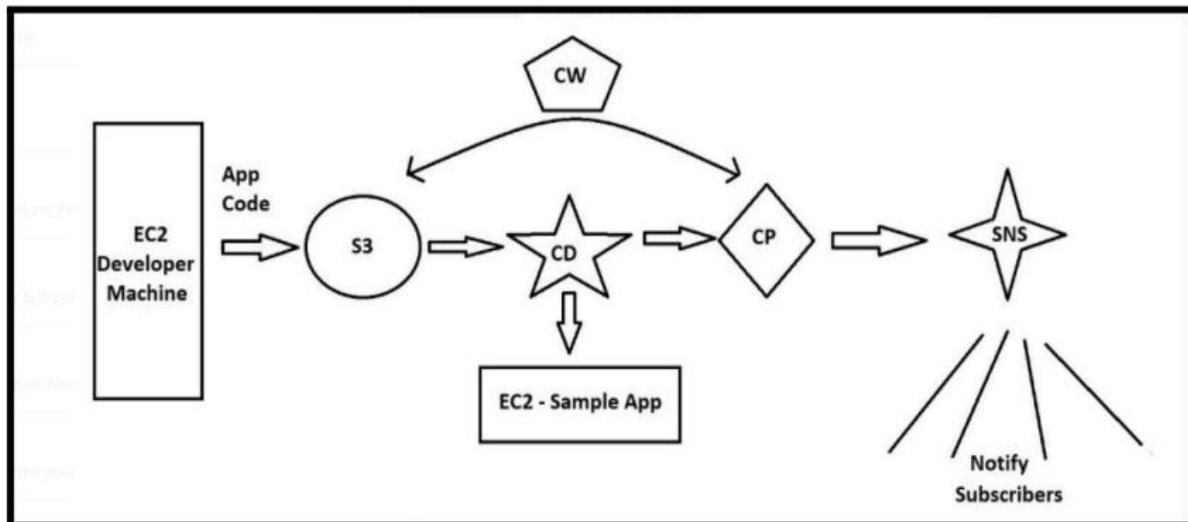 CW
App
Code
EC2
Developer
Machine
S3
CD
CP
SNS
EC2 - Sample App
Notify
Subscribers